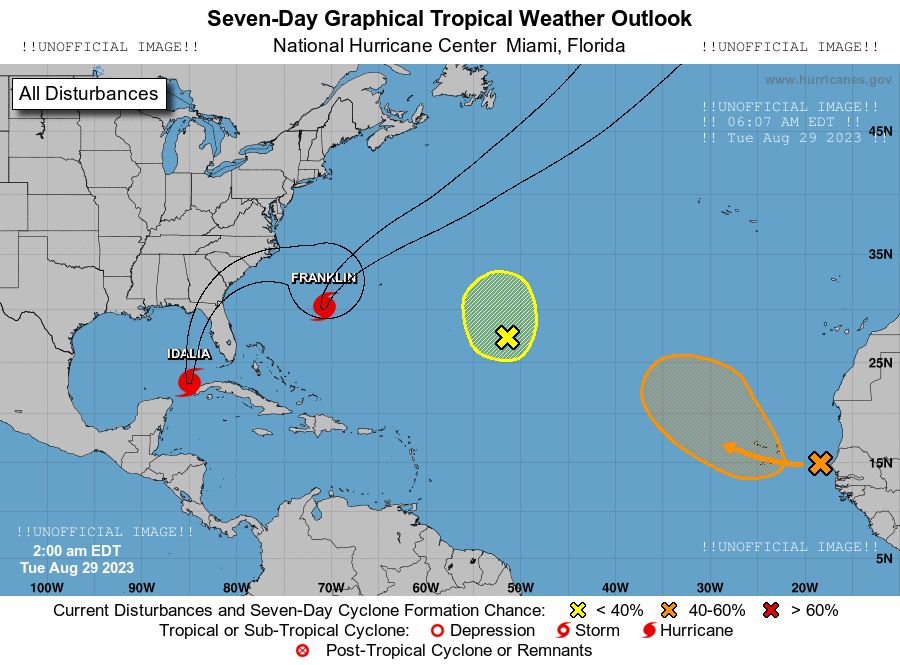 Seven-Day Graphical Tropical Weather Outlook
!!UNOFFICIAL IMAGE!! National Hurricane Center Miami, Florida !!UNOFFICIAL IMAGE!!
All Disturbances
www.hurricanes.gov
!!UNOFFICIAL IMAGE!!
!! 06:07 AM EDT !!
!! Tue Aug 29 2023 !!
45N
35N
FRANKLIN
IDALIA
25N
15N
!!UNOFFICIAL IMAGE!!
2:00 am EDT
Tue Aug 29 2023
!!UNOFFICIAL IMAGE!!
5N
100W 90W 80W 70W 60W 50W 40W 30W 20W
Current Disturbances and Seven-Day Cyclone Formation Chance: < 40% 40-60% > 60%
Tropical or Sub-Tropical Cyclone: Depression Storm Hurricane
Post-Tropical Cyclone or Remnants